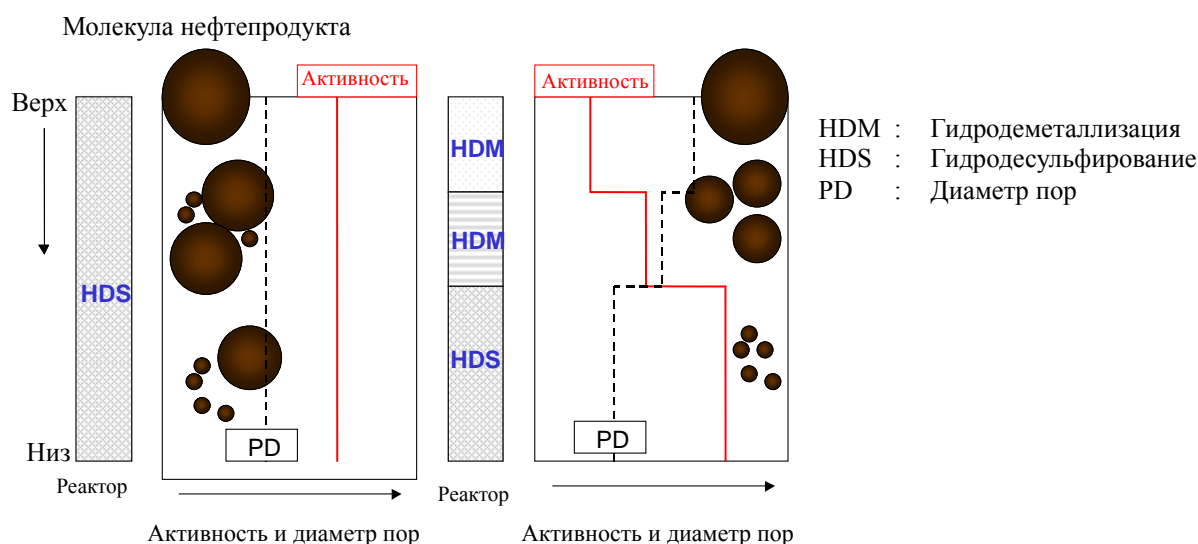 Молекула нефтепродукта
Активность
Активность
Верх
HDM : Гидродеметаллизация
HDS : Гидродесульфирование
PD : Диаметр пор
HDM
HDM
HDS
HDS
PD
PD
Низ
Реактор
Реактор
Активность и диаметр пор
Активность и диаметр пор